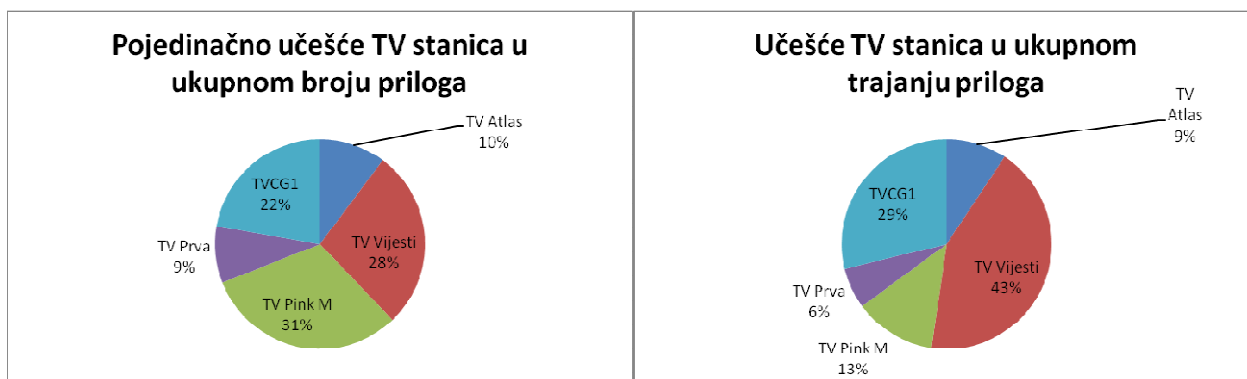 Pojedinačno učešće TV stanica u
ukupnom broju priloga
TV Atlas
10%
TV Vijesti
28%
TV Pink M
31%
TV Prva
9%
TVCG1
22%
Učešće TV stanica u ukupnom
trajanju priloga
TV
Atlas
9%
TV Vijesti
43%
TV Pink M
13%
TV Prva
6%
TVCG1
29%